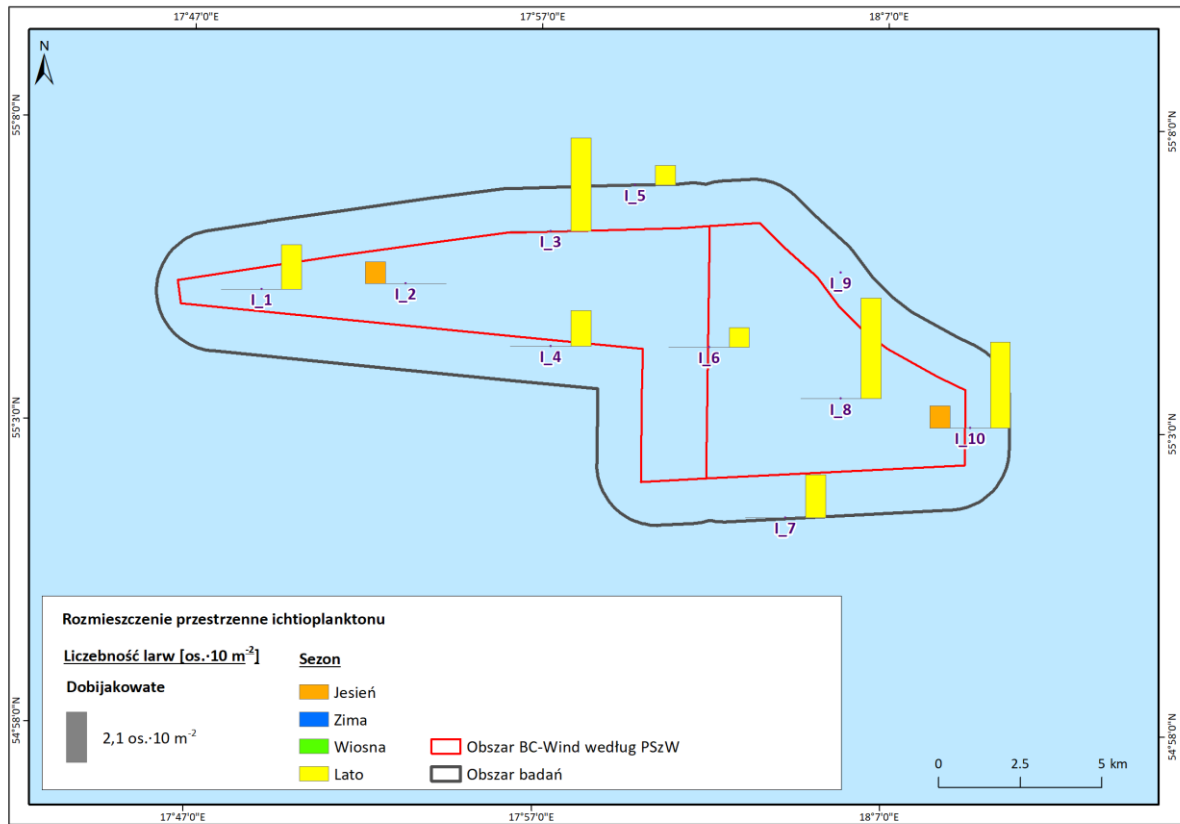 17°47'0"E 17°57'0"E 18°7'0"E
N
55°8'0"N 55°8'0"N
I_5
I_3
I_9
I_1 I_2
I_4 I_6
I_8
55°3'0"N 55°3'0"N
I_10
I_7
Rozmieszczenie przestrzenne ichtioplanktonu
Liczebność larw [os.·10 m⁻²] Sezon
Dobijakowate
Jesień
2,1 os.·10 m⁻²
Zima
Wiosna Obszar BC-Wind według PSzW
Lato Obszar badań
0 2.5 5 km
54°58'0"N 54°58'0"N
17°47'0"E 17°57'0"E 18°7'0"E